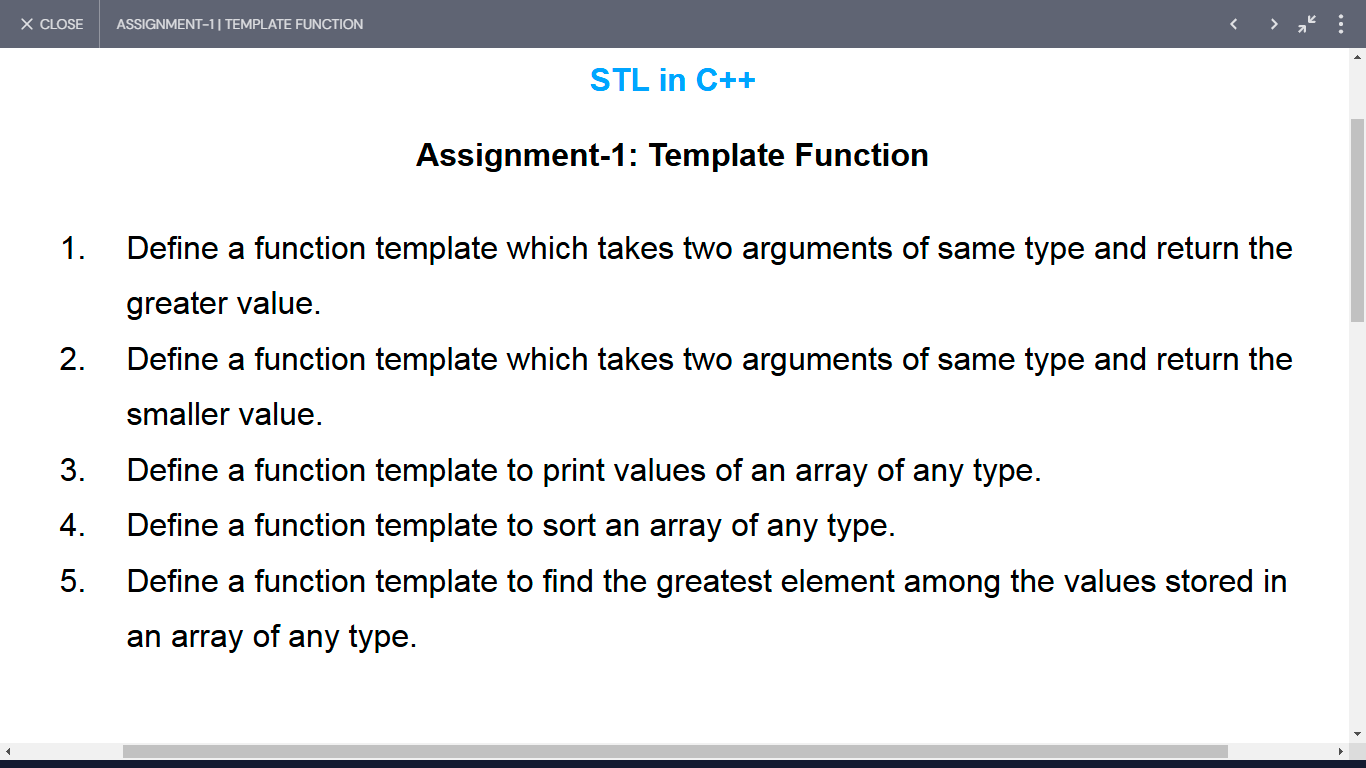 CLOSE
ASSIGNMENT-1 | TEMPLATE FUNCTION
STL in C++
Assignment-1: Template Function
1. Define a function template which takes two arguments of same type and return the
greater value.
2. Define a function template which takes two arguments of same type and return the
smaller value.
3. Define a function template to print values of an array of any type.
4. Define a function template to sort an array of any type.
5. Define a function template to find the greatest element among the values stored in
an array of any type.